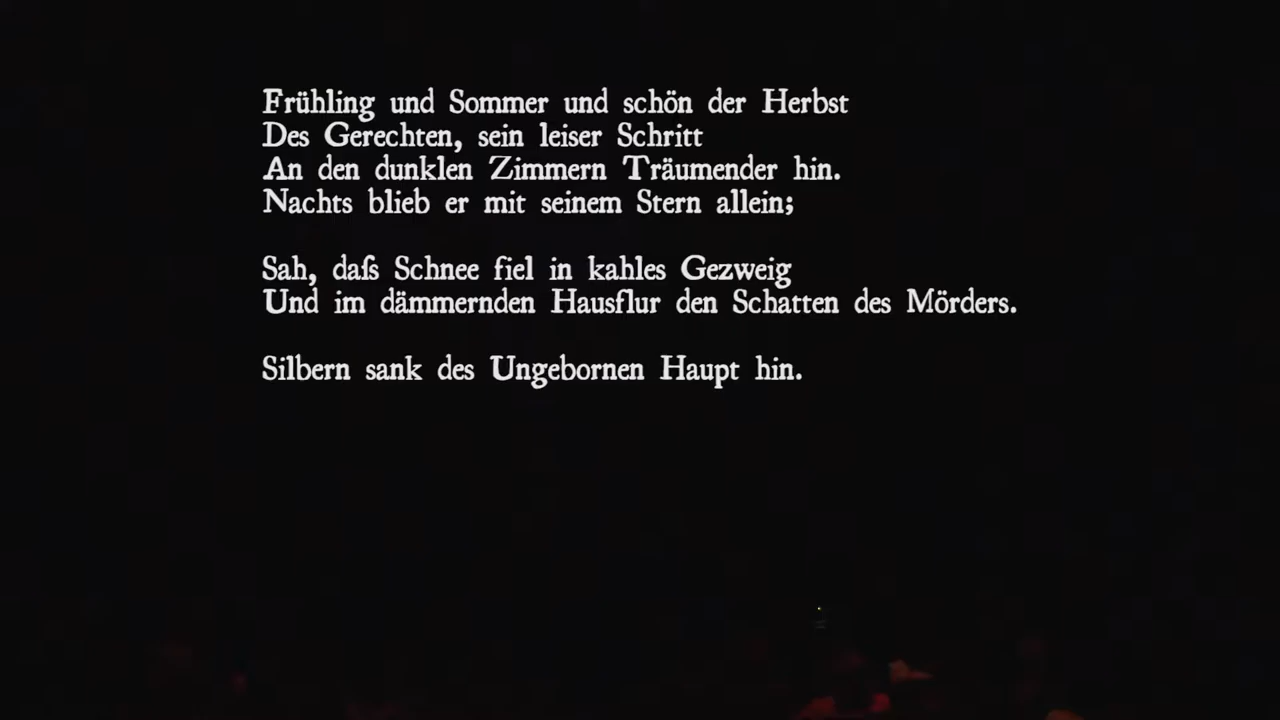 Frühling und Sommer und schön der Herbst
Des Gerechten, sein leiser Schritt
An den dunklen Zimmern Träumender hin.
Nachts blieb er mit seinem Stern allein;
Sah, daß Schnee fiel in kahles Gezweig
Und im dämmernden Hausflur den Schatten des Mörders.
Silbern sank des Ungebornen Haupt hin.